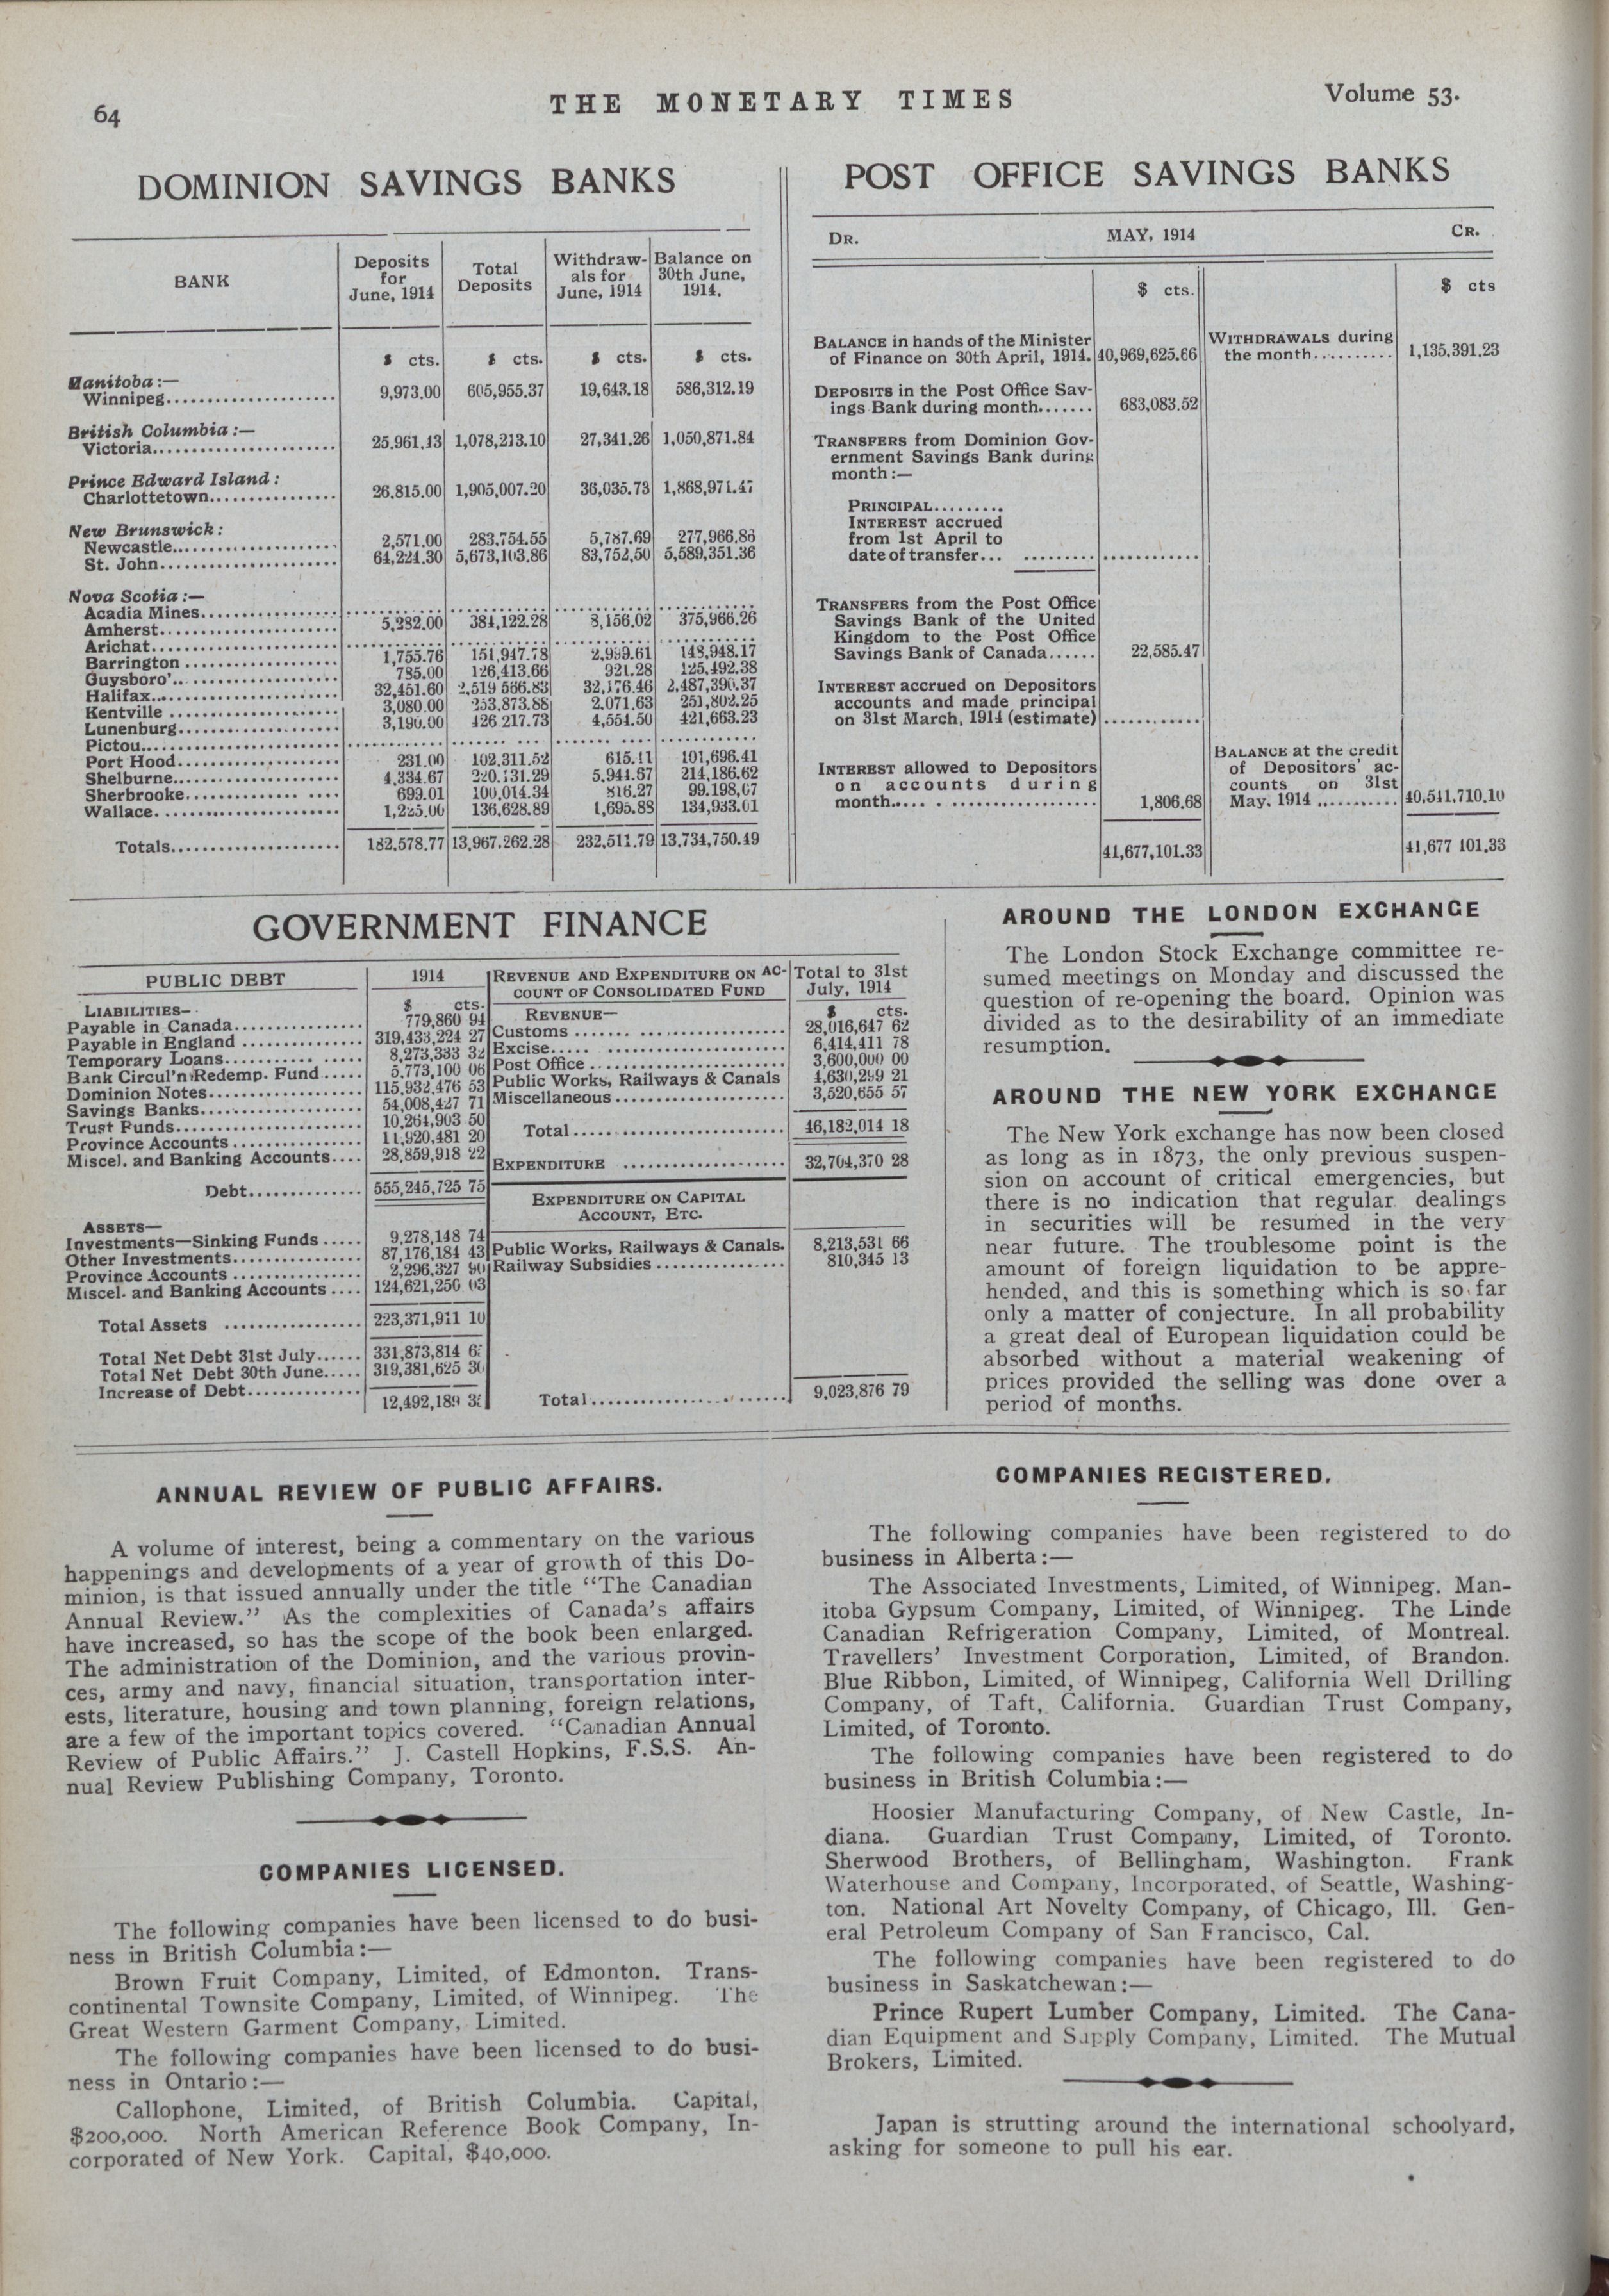 64
THE MONETARY TIMES
Volume 53.
DOMINION SAVINGS BANKS
BANK
Deposits for June, 1914
Total Deposits
Withdraw-als for June, 1914
Balance on 30th June, 1914.
$ cts. $ cts. $ cts. $ cts.
Manitoba:—
Winnipeg..................... 9,973.00 605,955.37 19,643.18 586,312.19
British Columbia:—
Victoria....................... 25,961.13 1,078,213.10 27,341.26 1,050,871.84
Prince Edward Island:
Charlottetown................ 26,815.00 1,905,007.20 36,035.73 1,868,971.47
New Brunswick:
Newcastle.................... 2,571.00 283,754.55 5,787.69 277,966.86
St. John...................... 64,224.30 5,673,103.86 83,752,50 5,589,351.36
Nova Scotia:—
Acadia Mines.................
Amherst...................... 5,282.00 384,122.28 8,156.02 375,966.26
Arichat.......................
Barrington ................... 1,755.76 151,947.78 2,999.61 148,948.17
Guysboro'.................... 785.00 126,413.66 921.28 125,492.38
Halifax....................... 32,451.60 2,519 566.83 32,176.46 2,487,390.37
Kentville ..................... 3,080.00 253.873.88 2.071.63 251,802.25
Lunenburg.................... 3,190.00 426 217.73 4,554.50 421,663.23
Pictou........................
Port Hood.................... 231.00 102,311.52 615.11 101,696.41
Shelburne.................... 4,334.67 220.131.29 5,944.67 214,186.62
Sherbrooke................... 699.01 100,014.34 816.27 99.198,07
Wallace....................... 1,225.00 136,628.89 1,695.88 134,933.01
Totals..................... 182,578.77 13,967.262.28 232,511.79 13,734,750.49
POST OFFICE SAVINGS BANKS
DR. MAY, 1914 CR.
$ cts. $ cts
BALANCE in hands of the Minister
of Finance on 30th April, 1914. 40,969,625.66
WITHDRAWALS during
the month.......... 1,135,391.23
DEPOSITS in the Post Office Sav-
ings Bank during month....... 683,083.52
TRANSFERS from Dominion Gov-
ernment Savings Bank during
month:—
PRINCIPAL.........
INTEREST accrued
from 1st April to
date of transfer...
TRANSFERS from the Post Office
Savings Bank of the United
Kingdom to the Post Office
Savings Bank of Canada...... 22,585.47
INTEREST accrued on Depositors
accounts and made principal
on 31st March, 1914 (estimate)
INTEREST allowed to Depositors
on accounts during
month........................ 1,806.68
BALANCE at the credit
of Depositors' ac-
counts on 31st
May. 1914 ........... 40,541,710.10
41,677,101.33 41,677 101.33
GOVERNMENT FINANCE
PUBLIC DEBT 1914
LIABILITIES— $ cts.
Payable in Canada............... 779,860 94
Payable in England .............. 319,433,224 27
Temporary Loans................ 8,273,333 32
Bank Circul'n Redemp. Fund ..... 5,773,100 06
Dominion Notes.................. 115,932,476 53
Savings Banks................... 54,008,427 71
Trust Funds...................... 10,264,903 50
Province Accounts ............... 11,920,481 20
Miscel. and Banking Accounts.... 28,859,918 22
Debt.............. 555,245,725 75
ASSETS—
Investments—Sinking Funds ..... 9,278,148 74
Other Investments............... 87,176,184 43
Province Accounts ............... 2,296,327 90
Miscel. and Banking Accounts .... 124,621,250 03
Total Assets ................. 223,371,911 10
Total Net Debt 31st July...... 331,873,814
Total Net Debt 30th June..... 319,381,625
Increase of Debt.............. 12,492,189
REVENUE AND EXPENDITURE ON AC-
COUNT OF CONSOLIDATED FUND
Total to 31st
July, 1914
REVENUE— $ cts.
Customs ........................ 28,016,647 62
Excise........................... 6,414,411 78
Post Office ...................... 3,600,000 00
Public Works, Railways & Canals 4,630,299 21
Miscellaneous .................... 3,520,655 57
Total......................... 46,182,014 18
EXPENDITURE .................... 32,704,370 28
EXPENDITURE ON CAPITAL
ACCOUNT, ETC.
Public Works, Railways & Canals. 8,213,531 66
Railway Subsidies ................ 810,345 13
Total........................ 9,023,876 79
AROUND THE LONDON EXCHANGE
The London Stock Exchange committee re-
sumed meetings on Monday and discussed the
question of re-opening the board. Opinion was
divided as to the desirability of an immediate
resumption.
AROUND THE NEW YORK EXCHANGE
The New York exchange has now been closed
as long as in 1873, the only previous suspen-
sion on account of critical emergencies, but
there is no indication that regular dealings
in securities will be resumed in the very
near future. The troublesome point is the
amount of foreign liquidation to be appre-
hended, and this is something which is so far
only a matter of conjecture. In all probability
a great deal of European liquidation could be
absorbed without a material weakening of
prices provided the selling was done over a
period of months.
ANNUAL REVIEW OF PUBLIC AFFAIRS.
A volume of interest, being a commentary on the various
happenings and developments of a year of growth of this Do-
minion, is that issued annually under the title "The Canadian
Annual Review." As the complexities of Canada's affairs
have increased, so has the scope of the book been enlarged.
The administration of the Dominion, and the various provin-
ces, army and navy, financial situation, transportation inter-
ests, literature, housing and town planning, foreign relations,
are a few of the important topics covered. "Canadian Annual
Review of Public Affairs." J. Castell Hopkins, F.S.S. An-
nual Review Publishing Company, Toronto.
COMPANIES LICENSED.
The following companies have been licensed to do busi-
ness in British Columbia:—
Brown Fruit Company, Limited, of Edmonton. Trans-
continental Townsite Company, Limited, of Winnipeg. The
Great Western Garment Company, Limited.
The following companies have been licensed to do busi-
ness in Ontario:—
Callophone, Limited, of British Columbia. Capital,
$200,000. North American Reference Book Company, In-
corporated of New York. Capital, $40,000.
COMPANIES REGISTERED.
The following companies have been registered to do
business in Alberta:—
The Associated Investments, Limited, of Winnipeg. Man-
itoba Gypsum Company, Limited, of Winnipeg. The Linde
Canadian Refrigeration Company, Limited, of Montreal.
Travellers' Investment Corporation, Limited, of Brandon.
Blue Ribbon, Limited, of Winnipeg, California Well Drilling
Company, of Taft, California. Guardian Trust Company,
Limited, of Toronto.
The following companies have been registered to do
business in British Columbia:—
Hoosier Manufacturing Company, of New Castle, In-
diana. Guardian Trust Company, Limited, of Toronto.
Sherwood Brothers, of Bellingham, Washington. Frank
Waterhouse and Company, Incorporated, of Seattle, Washing-
ton. National Art Novelty Company, of Chicago, Ill. Gen-
eral Petroleum Company of San Francisco, Cal.
The following companies have been registered to do
business in Saskatchewan:—
Prince Rupert Lumber Company, Limited. The Cana-
dian Equipment and Supply Company, Limited. The Mutual
Brokers, Limited.
Japan is strutting around the international schoolyard,
asking for someone to pull his ear.